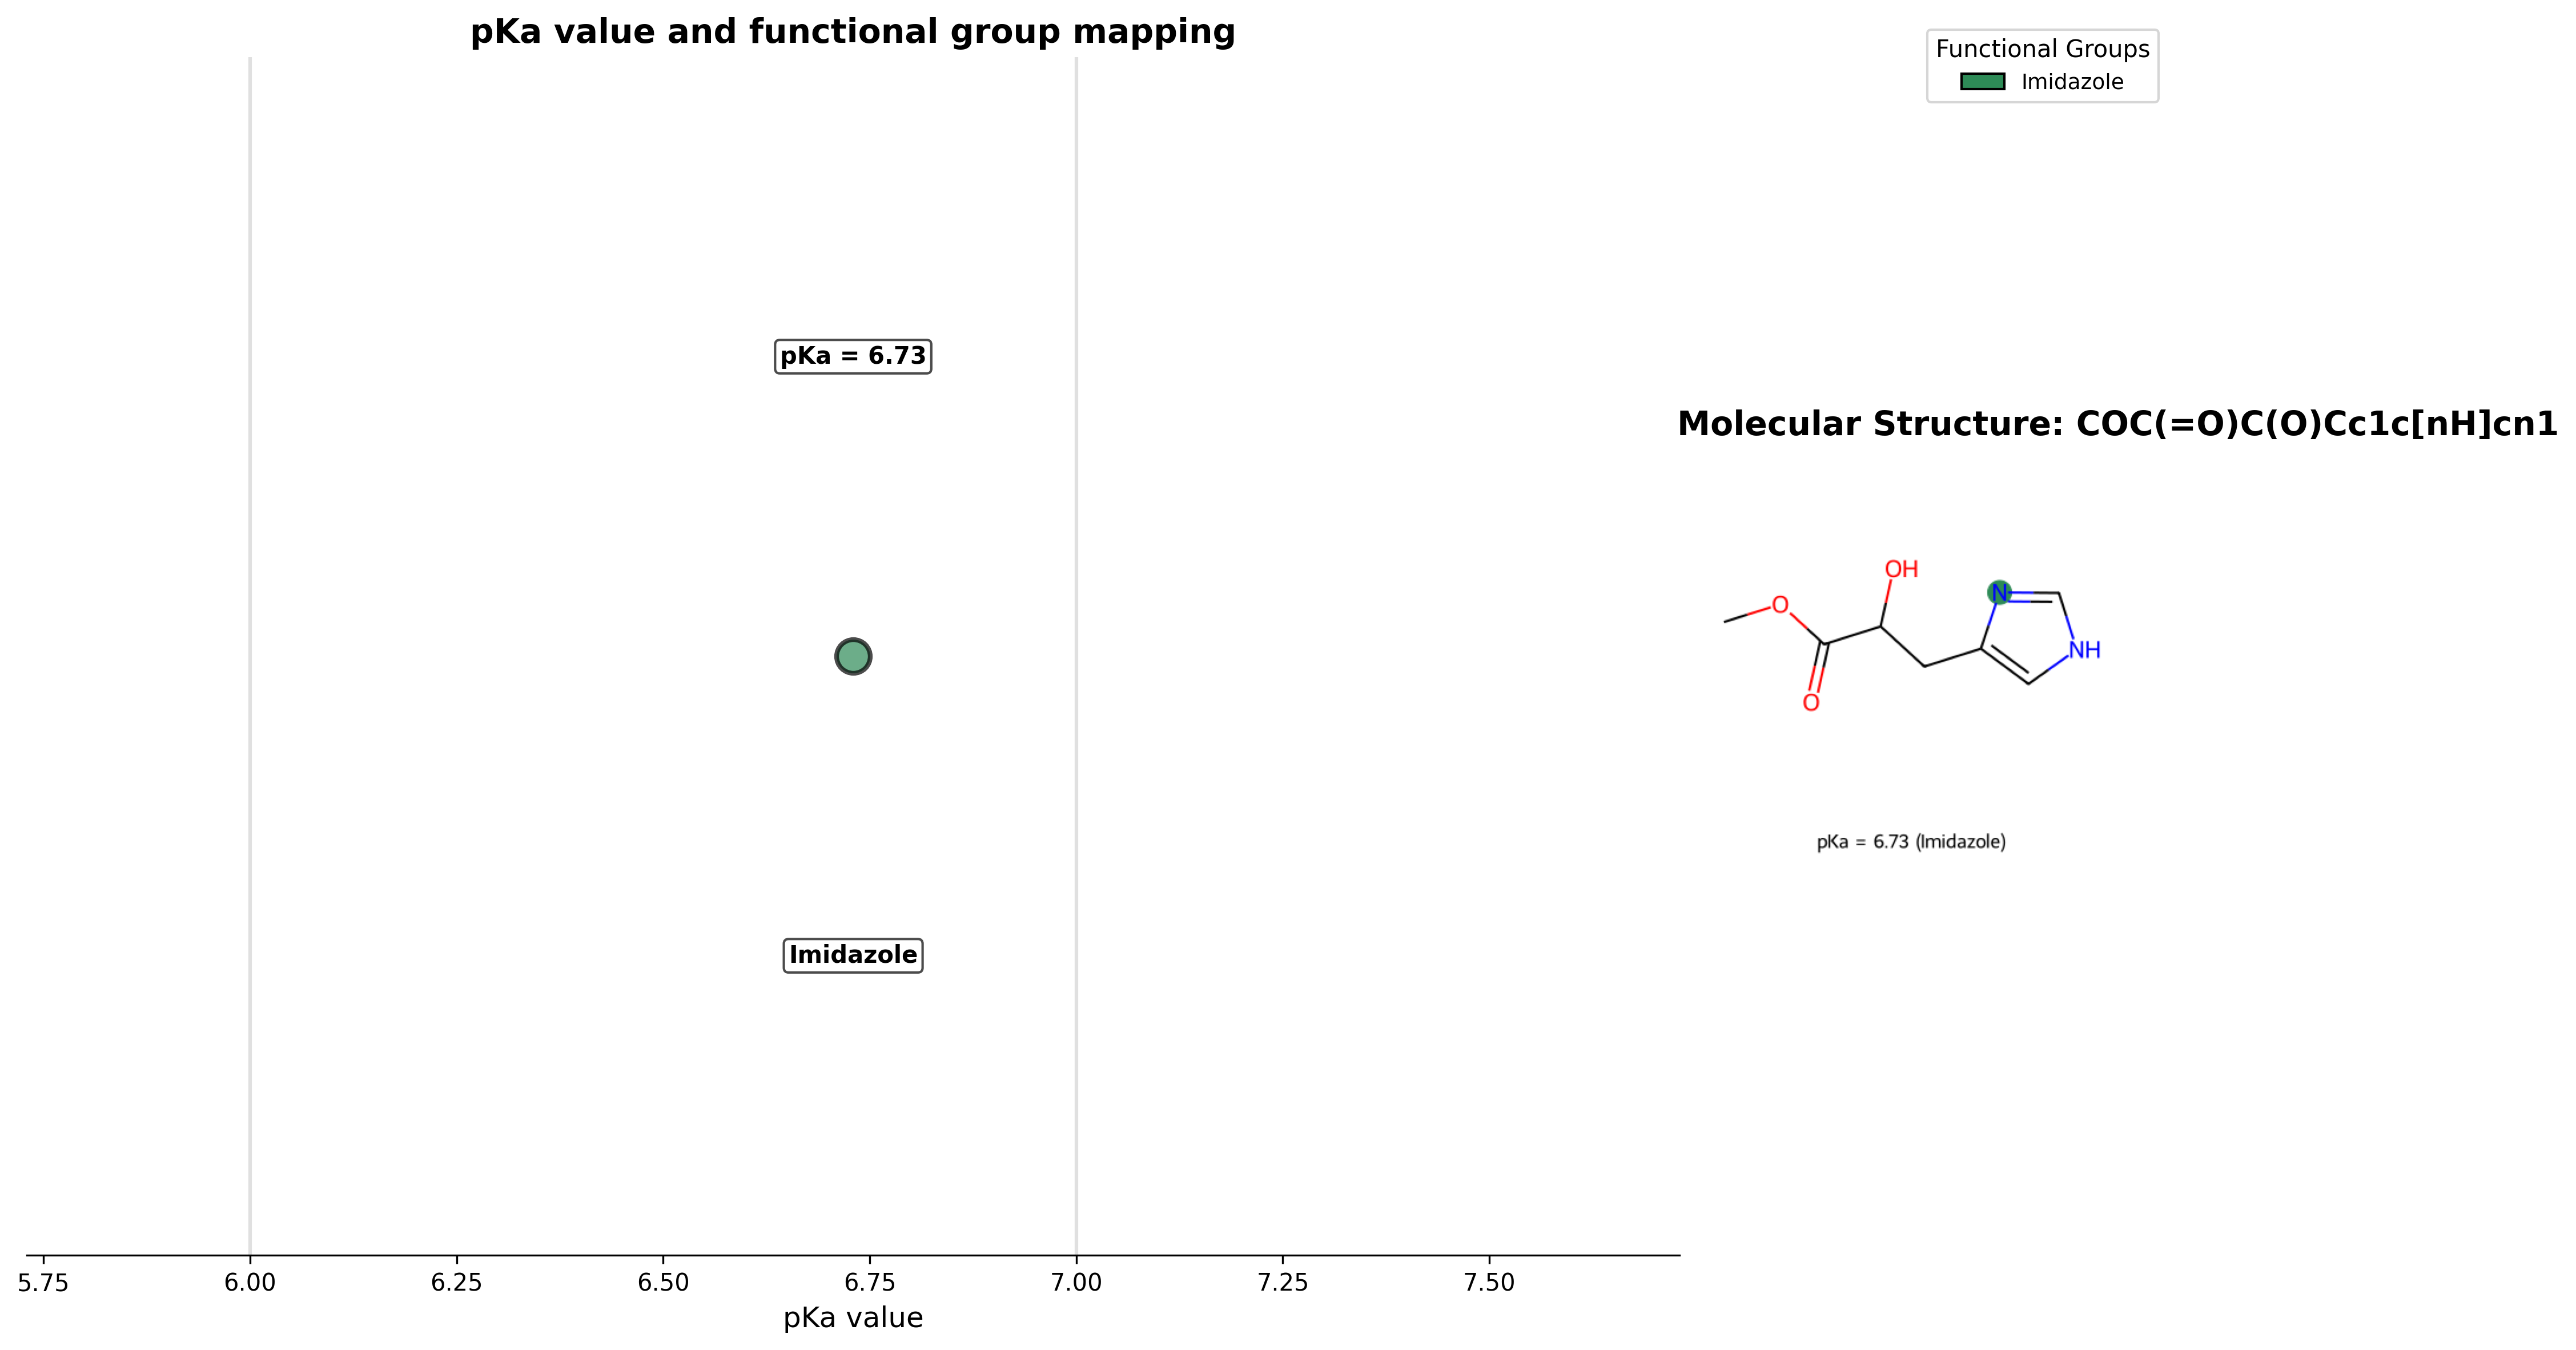 pKa value and functional group mapping
Functional Groups
Imidazole
pKa = 6.73
Molecular Structure: COC(=O)C(O)Cc1c[nH]cn1
OH
O
N
NH
O
pKa = 6.73 (Imidazole)
Imidazole
5.75 6.00 6.25 6.50 6.75 7.00 7.25 7.50
pKa value